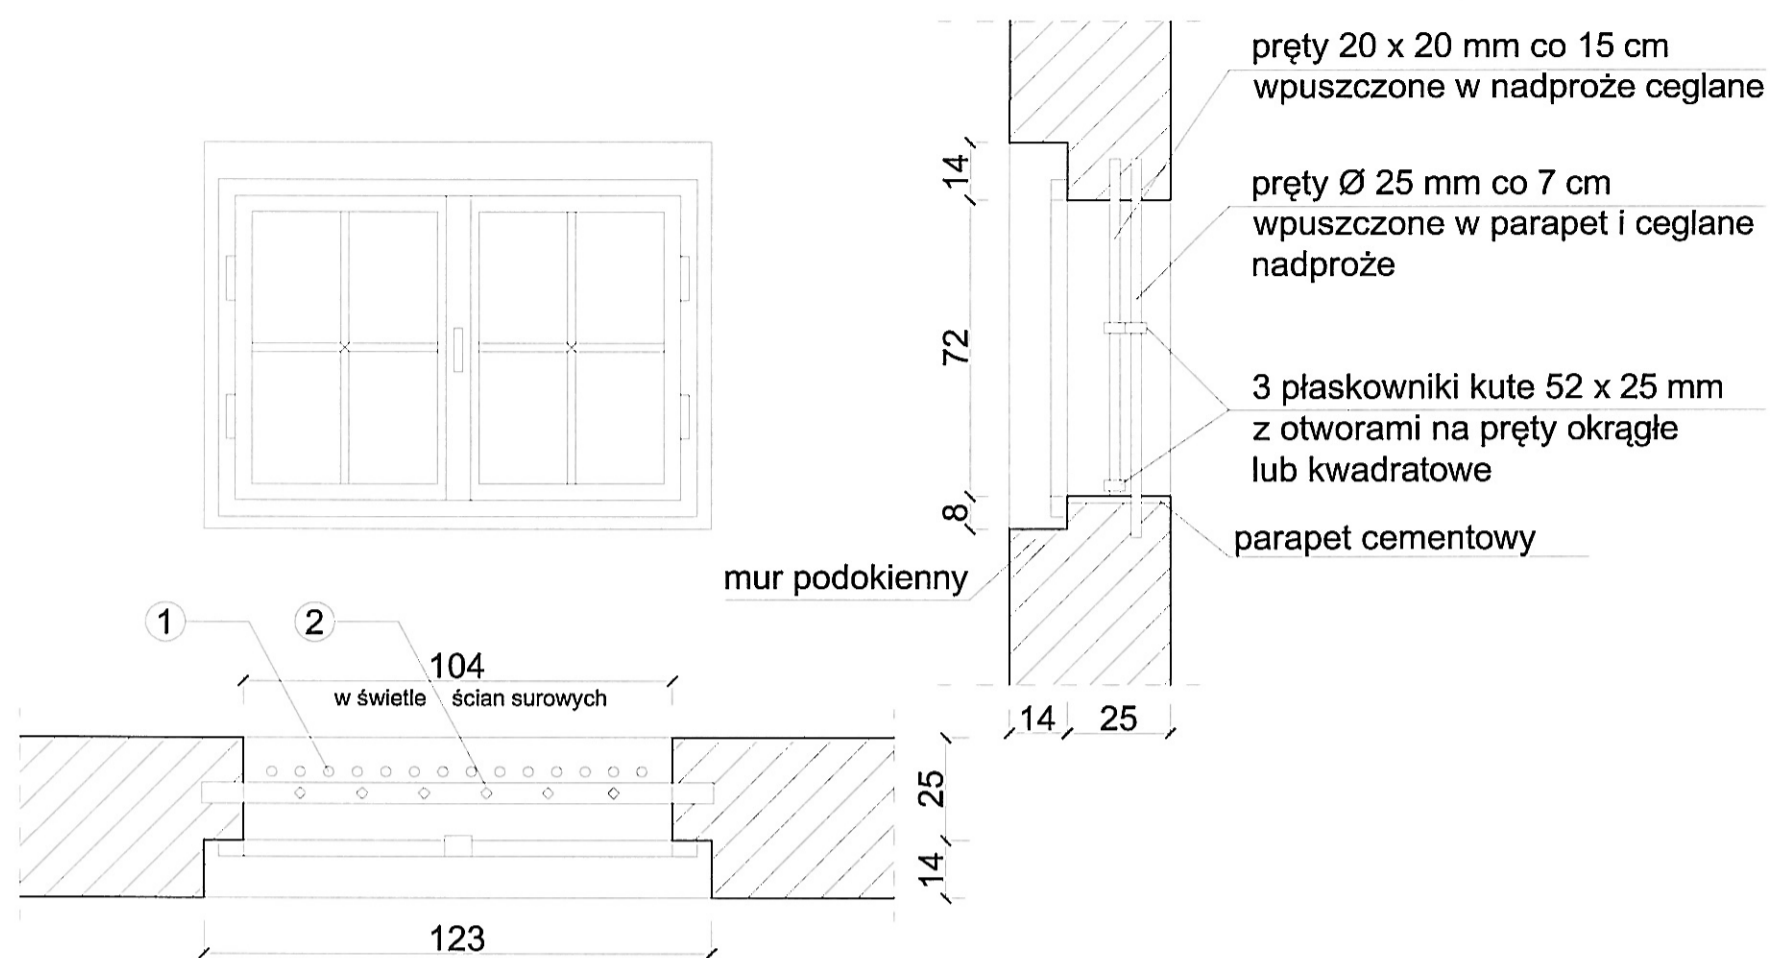 pręty 20 x 20 mm co 15 cm
wpuszczone w nadproże ceglane
14
pręty Ø 25 mm co 7 cm
wpuszczone w parapet i ceglane
nadproże
72
3 płaskowniki kute 52 x 25 mm
z otworami na pręty okrągłe
lub kwadratowe
8
parapet cementowy
mur podokienny
14 25
1 2
104
w świetle ścian surowych
25
14
123